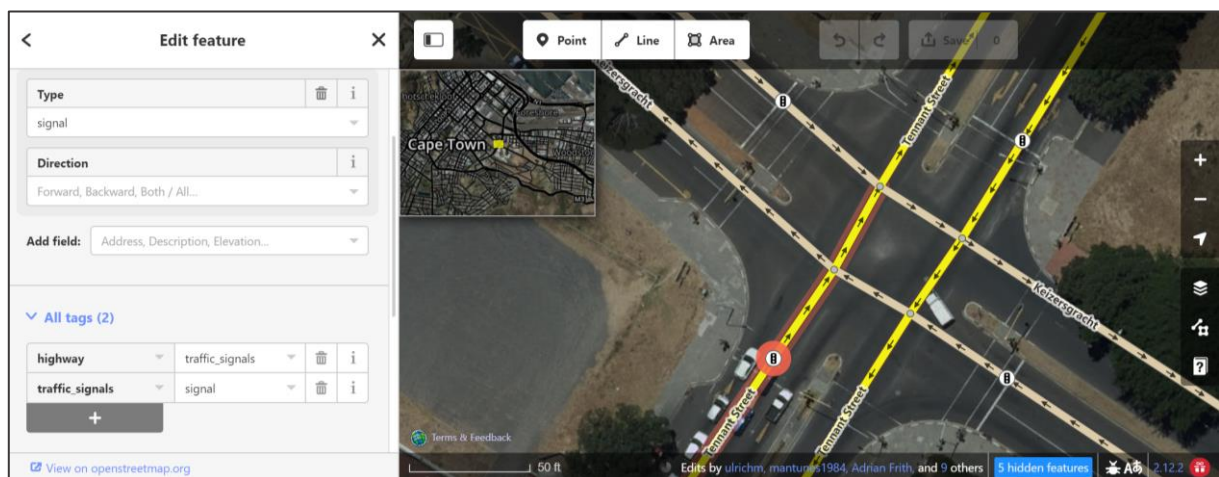 Edit feature
Type
signal
Direction
Forward, Backward, Both / All...
Add field:
Address, Description, Elevation...
All tags (2)
highway
traffic_signals
traffic_signals
signal
View on openstreetmap.org
Point
Line
Area
Save
0
Cape Town
Keizersgracht
Tennant Street
Keizersgracht
Tennant Street
Tennant Street
Terms & Feedback
50 ft
Edits by ulrichm, mantunes1984, Adrian Frith, and 9 others
5 hidden features
2.12.2